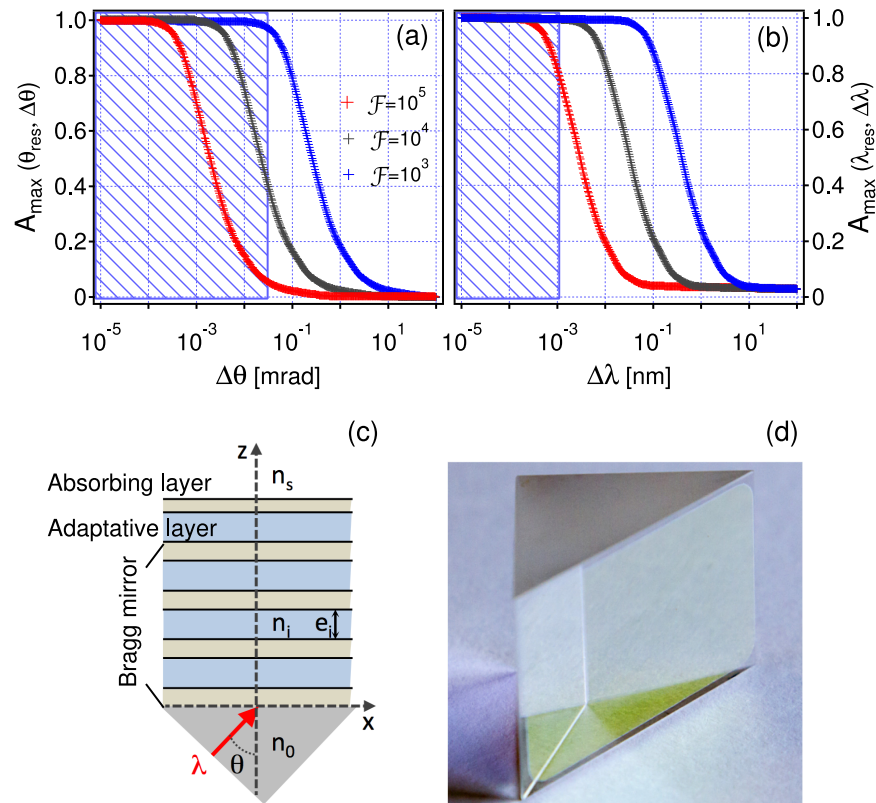 (a)
A_max (θ_res, Δθ)
1.0
0.8
0.6
0.4
0.2
0
ℱ=10^5
ℱ=10^4
ℱ=10^3
10^-5
10^-3
10^-1
10^1
Δθ [mrad]
(b)
1.0
0.8
0.6
0.4
0.2
0
A_max (λ_res, Δλ)
10^-5
10^-3
10^-1
10^1
Δλ [nm]
(c)
z
n_s
Absorbing layer
Adaptative layer
Bragg mirror
n_i
e_i
x
n_0
λ
θ
(d)